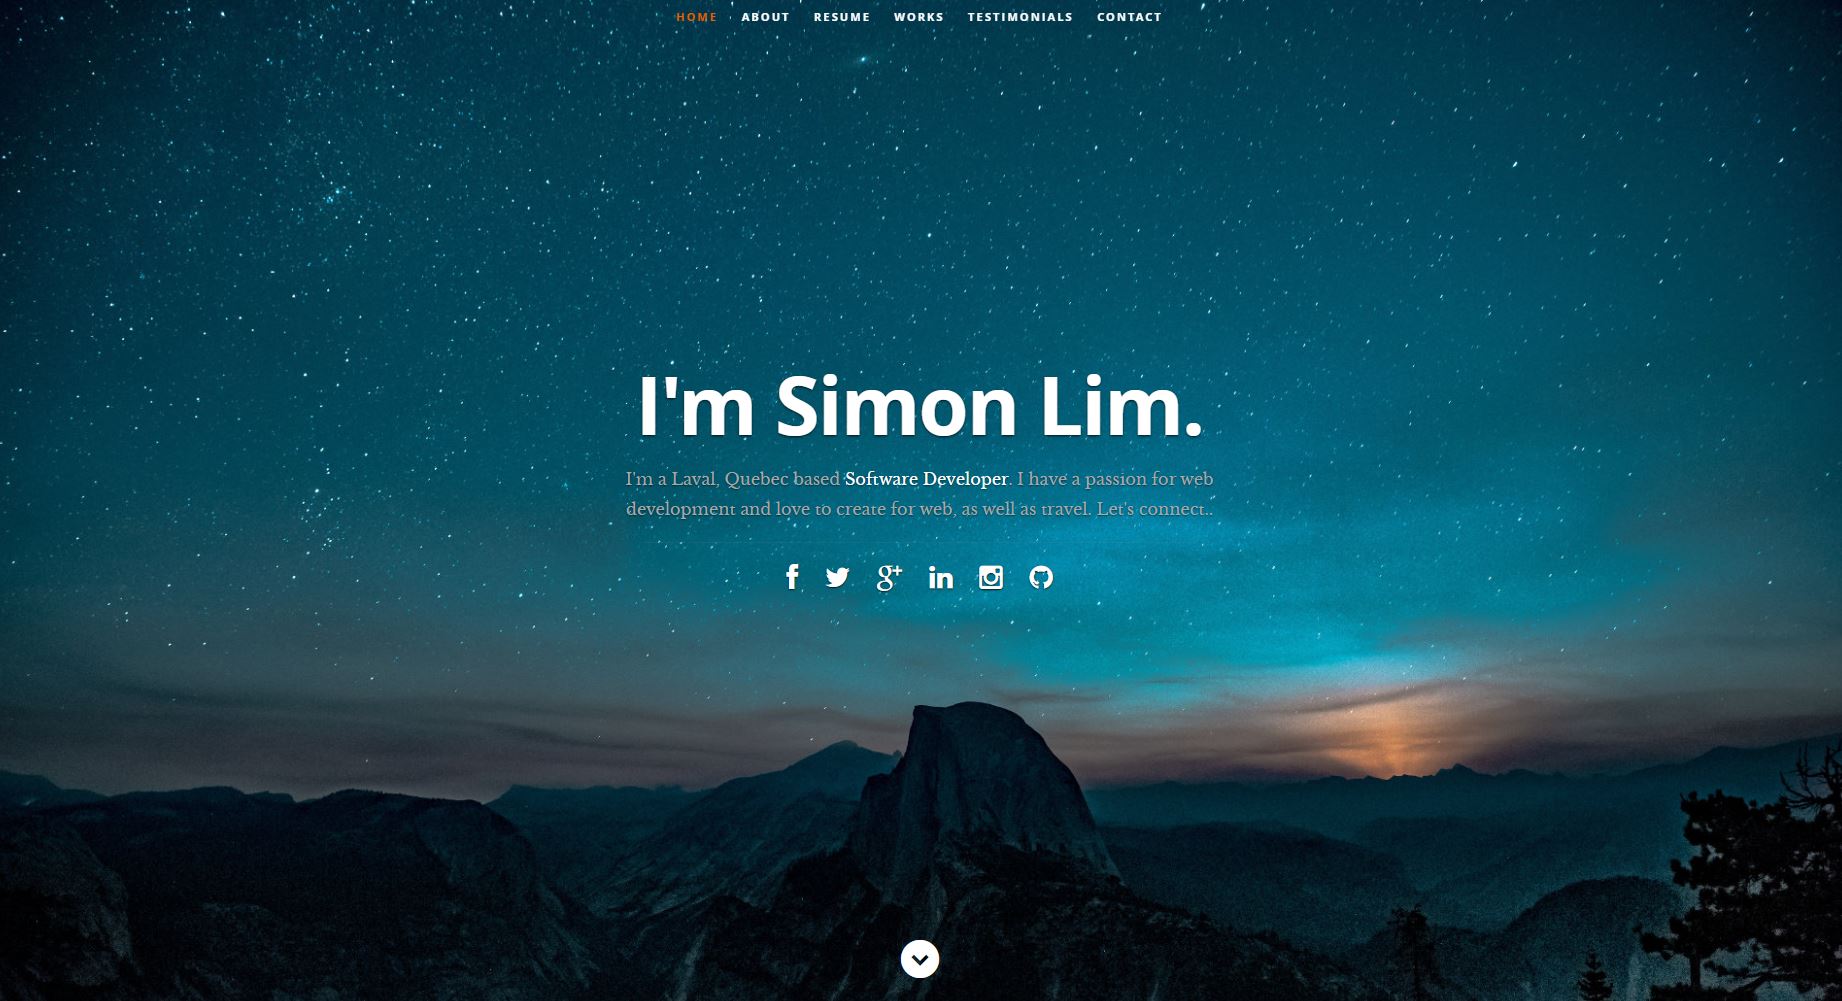 HOME ABOUT RESUME WORKS TESTIMONIALS CONTACT
I'm Simon Lim.
I'm a Laval, Quebec based Software Developer. I have a passion for web
development and love to create for web, as well as travel. Let's connect..